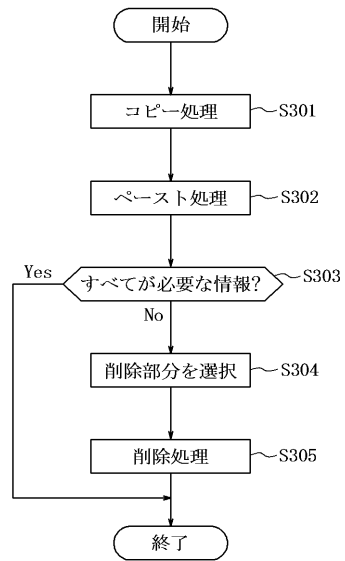 開始
コピー処理
S301
ペースト処理
S302
Yes
すべてが必要な情報?
S303
No
削除部分を選択
S304
削除処理
S305
終了